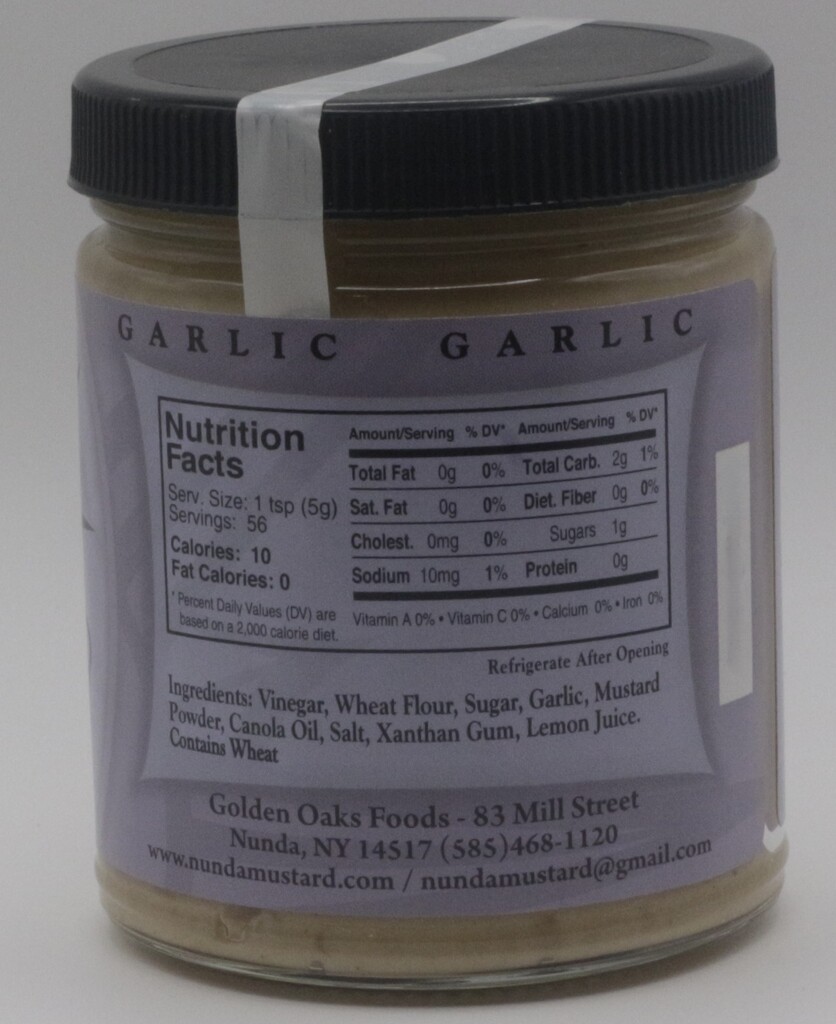 GARLIC GARLIC
Nutrition
Facts
Serv. Size: 1 tsp (5g)
Servings: 56
Calories: 10
Fat Calories: 0
* Percent Daily Values (DV) are
based on a 2,000 calorie diet.
Amount/Serving % DV* Amount/Serving % DV*
Total Fat 0g 0% Total Carb. 2g 1%
Sat. Fat 0g 0% Diet. Fiber 0g 0%
Cholest. 0mg 0% Sugars 1g
Sodium 10mg 1% Protein 0g
Vitamin A 0% • Vitamin C 0% • Calcium 0% • Iron 0%
Refrigerate After Opening
Ingredients: Vinegar, Wheat Flour, Sugar, Garlic, Mustard
Powder, Canola Oil, Salt, Xanthan Gum, Lemon Juice.
Contains Wheat
Golden Oaks Foods - 83 Mill Street
Nunda, NY 14517 (585)468-1120
www.nundamustard.com / nundamustard@gmail.com